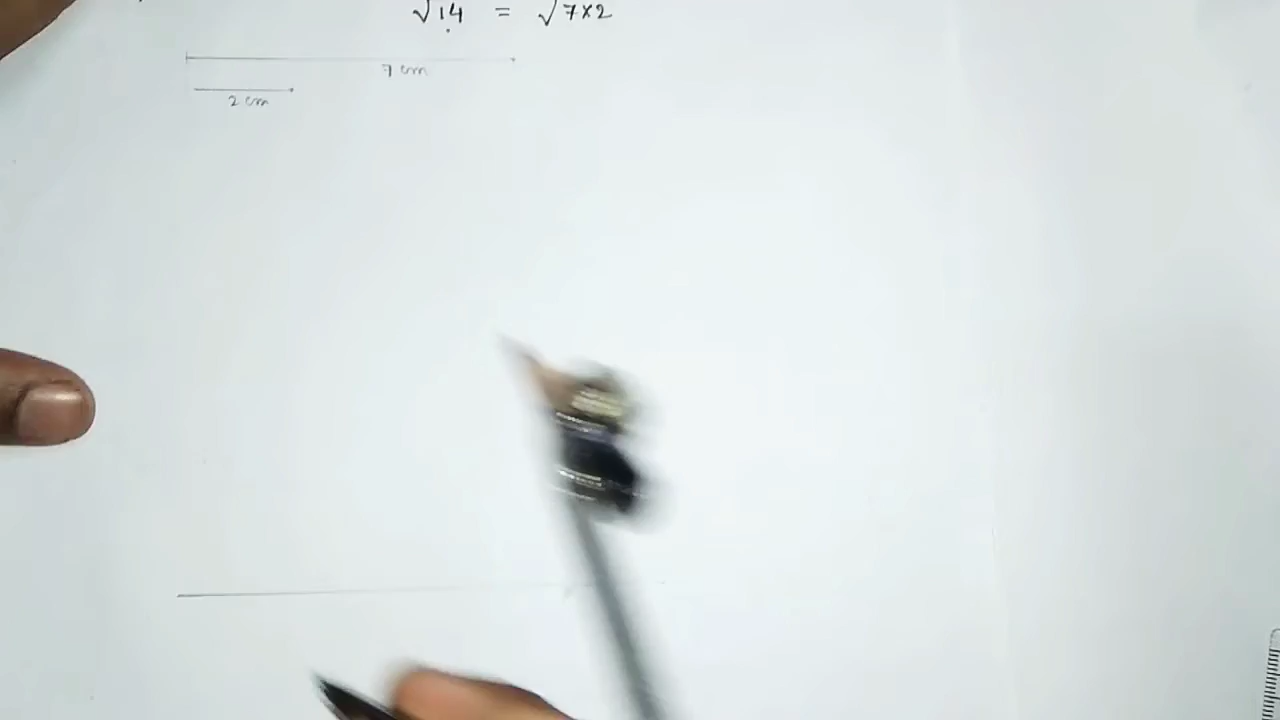 √14 = √7×2
7 cm
2 cm